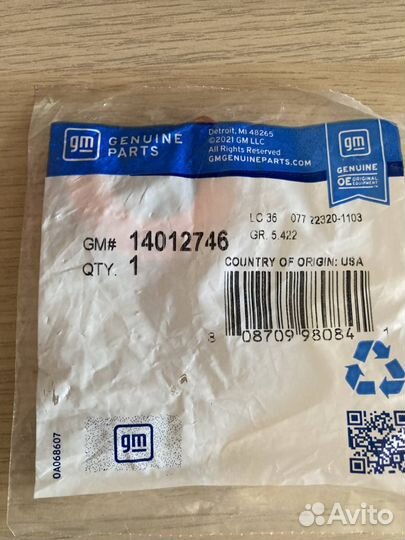 gm
GENUINE
PARTS
Detroit, MI 48265
©2021 GM LLC
All Rights Reserved
GMGENUINEPARTS.COM
gm
GENUINE
OE ORIGINAL EQUIPMENT
LC 36 077 22320-1103
GR. 5.422
GM# 14012746
QTY. 1
COUNTRY OF ORIGIN: USA
8 08709 98084 1
gm
0A068607
Avito